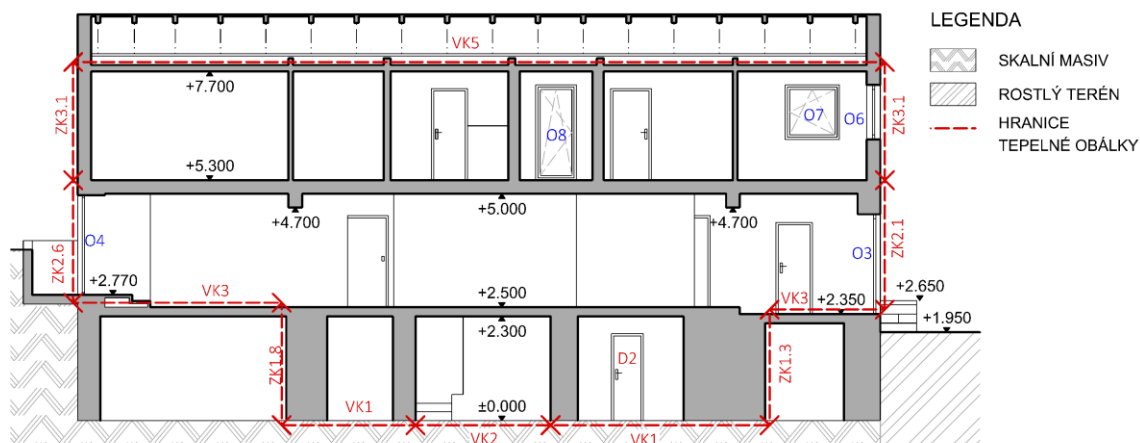 VK5
ZK3.1
+7.700
O8
O7
O6
ZK3.1
+5.300
ZK2.6
O4
+4.700
+5.000
+4.700
O3
ZK2.1
+2.770
VK3
+2.500
VK3
+2.350
+2.650
+1.950
+2.300
ZK1.8
D2
ZK1.3
VK1
±0.000
VK2
VK1
LEGENDA
SKALNÍ MASIV
ROSTLÝ TERÉN
HRANICE
TEPELNÉ OBÁLKY